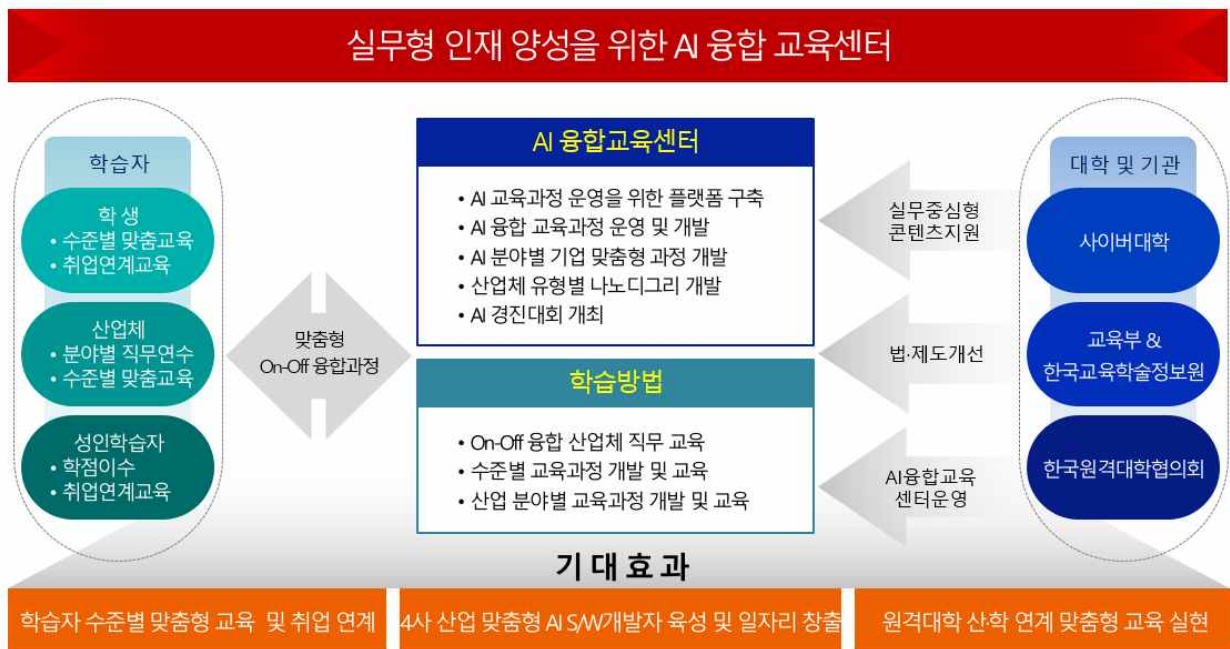 실무형 인재 양성을 위한 AI 융합 교육센터
학습자
학 생
• 수준별 맞춤교육
• 취업연계교육
산업체
• 분야별 직무연수
• 수준별 맞춤교육
성인학습자
• 학점이수
• 취업연계교육
맞춤형
On-Off 융합과정
AI 융합교육센터
• AI 교육과정 운영을 위한 플랫폼 구축
• AI 융합 교육과정 운영 및 개발
• AI 분야별 기업 맞춤형 과정 개발
• 산업체 유형별 나노디그리 개발
• AI 경진대회 개최
학습방법
• On-Off 융합 산업체 직무 교육
• 수준별 교육과정 개발 및 교육
• 산업 분야별 교육과정 개발 및 교육
실무중심형
콘텐츠지원
법·제도개선
AI융합교육
센터운영
대학 및 기관
사이버대학
교육부 &
한국교육학술정보원
한국원격대학협의회
기 대 효 과
학습자 수준별 맞춤형 교육 및 취업 연계
4사 산업 맞춤형 AI S/W개발자 육성 및 일자리 창출
원격대학 산·학 연계 맞춤형 교육 실현